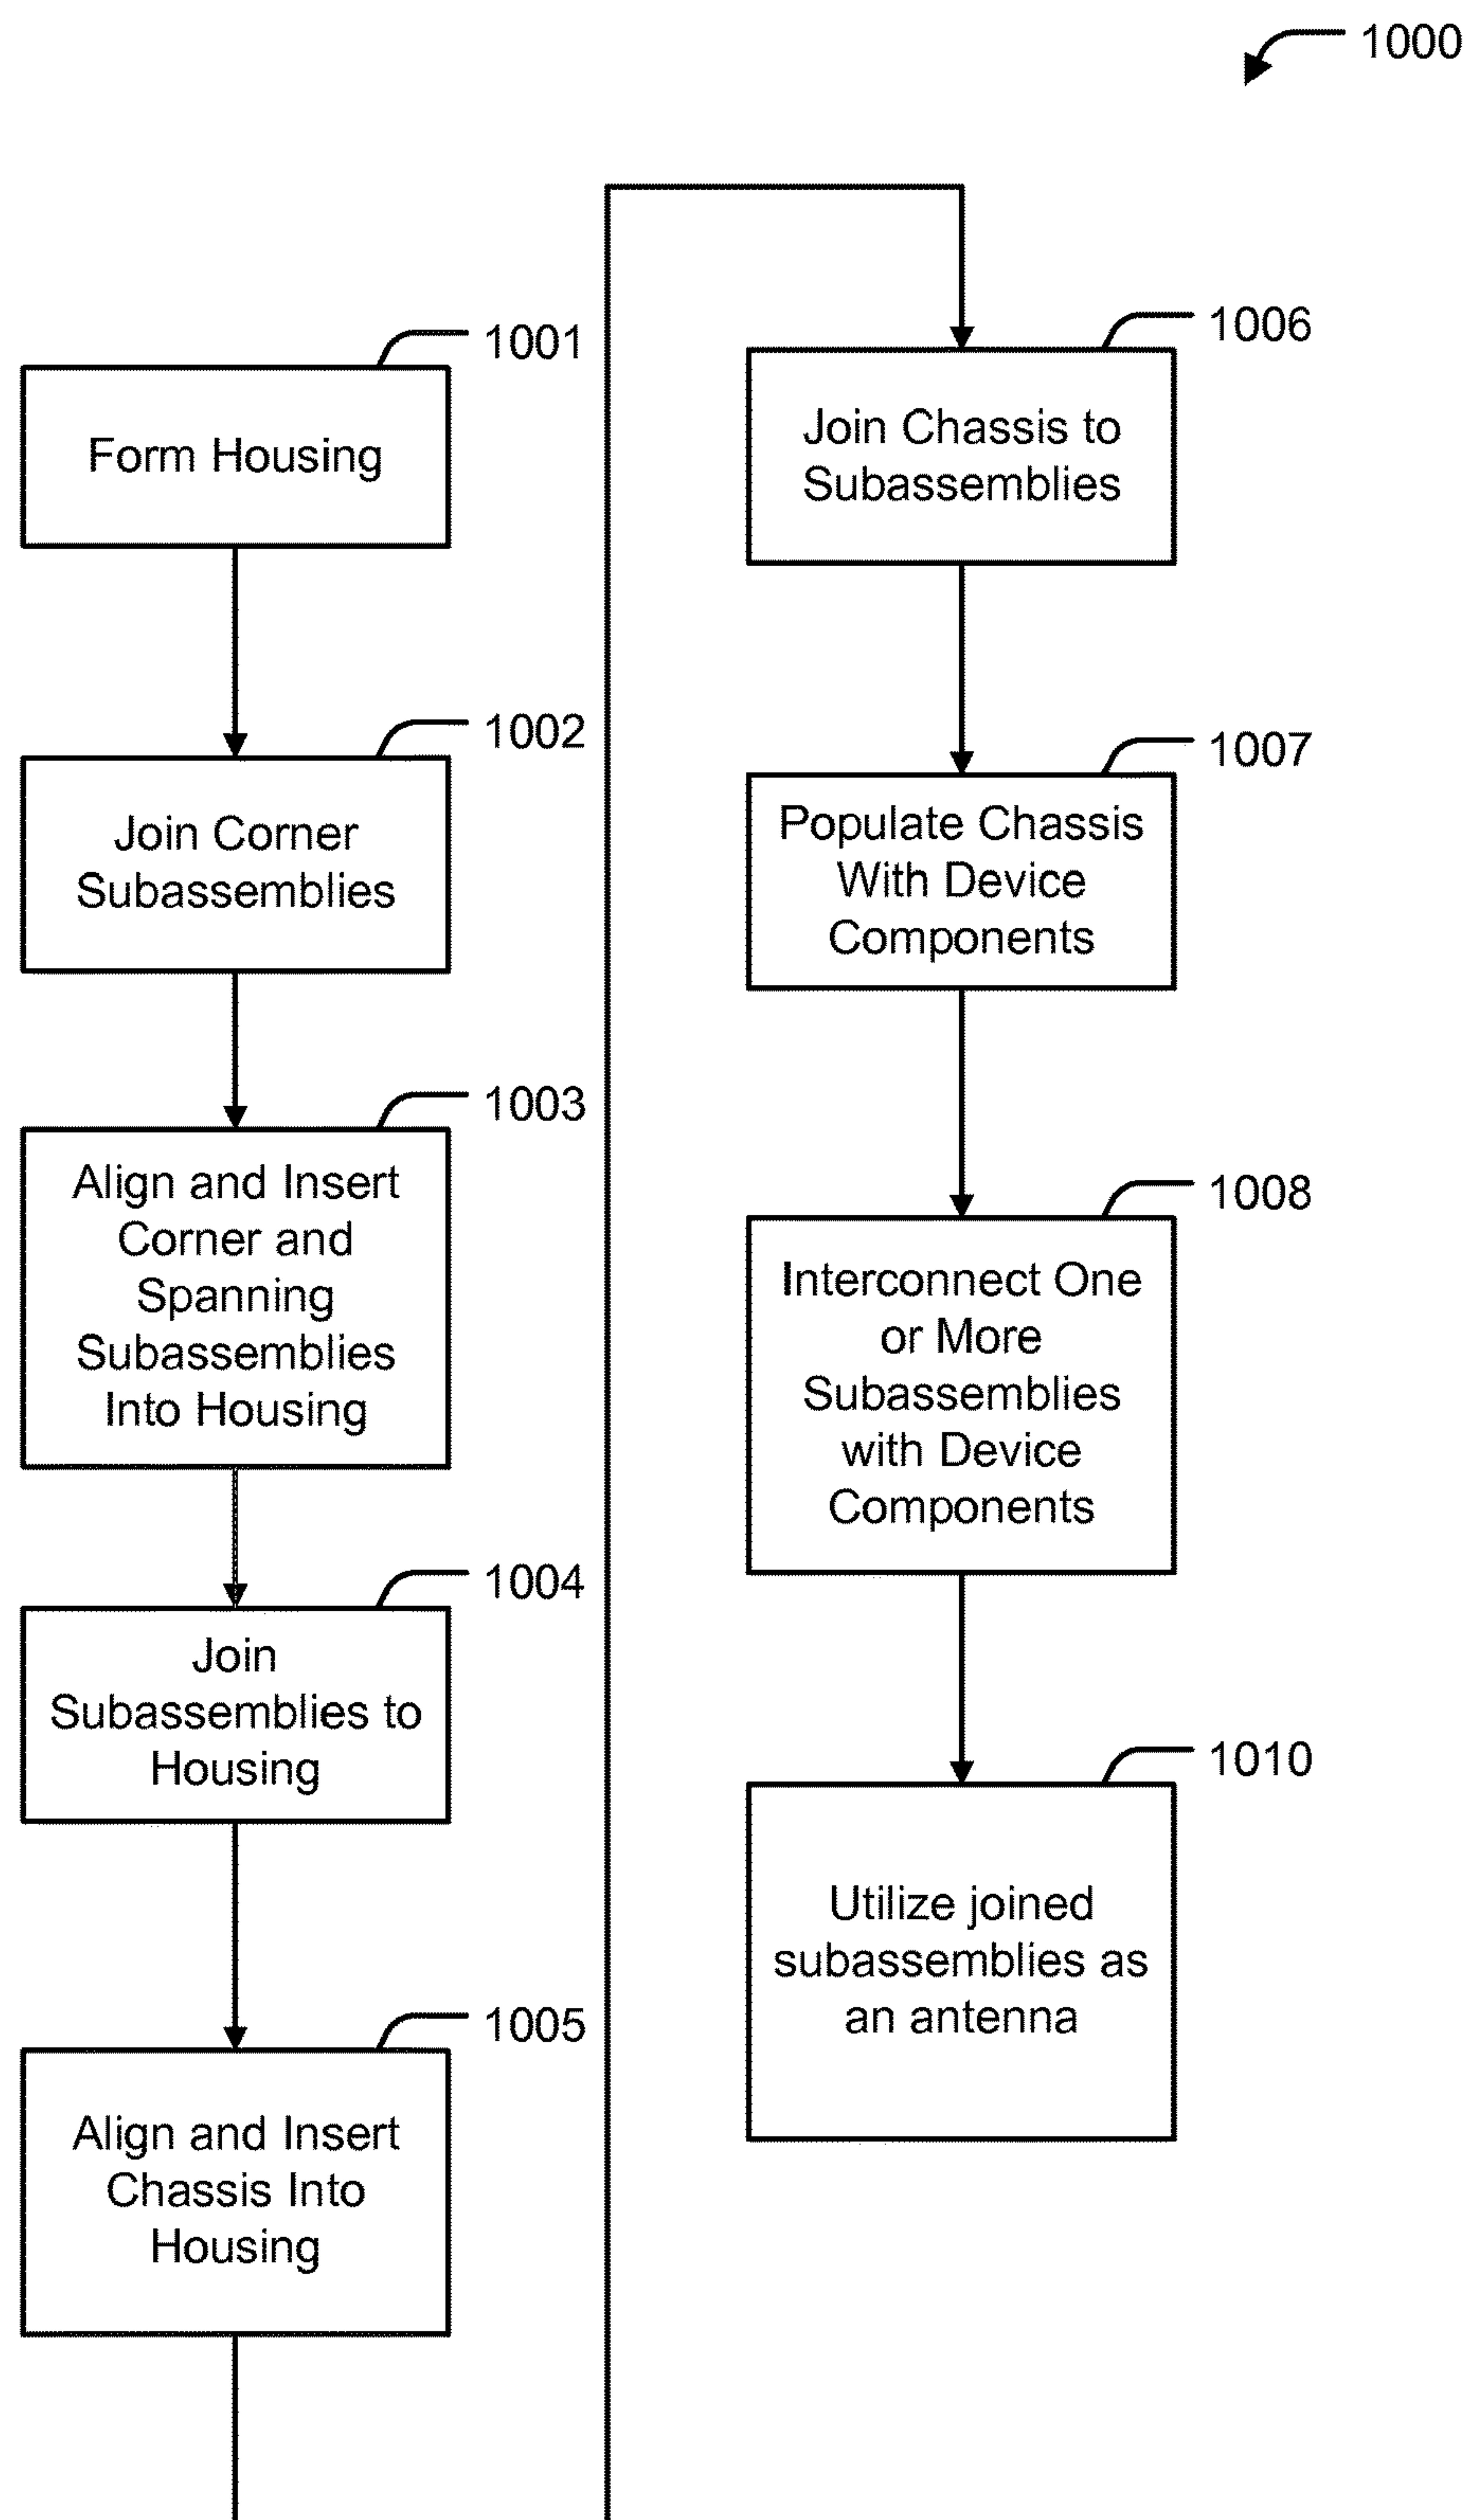 1000
1001
Form Housing
1002
Join Corner
Subassemblies
1003
Align and Insert
Corner and
Spanning
Subassemblies
Into Housing
1004
Join
Subassemblies to
Housing
1005
Align and Insert
Chassis Into
Housing
1006
Join Chassis to
Subassemblies
1007
Populate Chassis
With Device
Components
1008
Interconnect One
or More
Subassemblies
with Device
Components
1010
Utilize joined
subassemblies as
an antenna